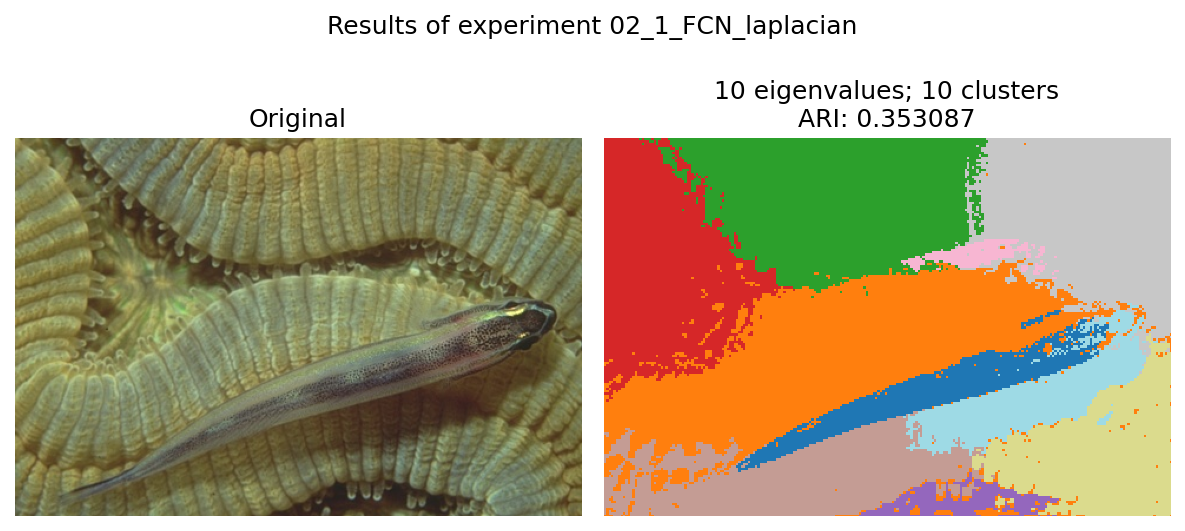 Results of experiment 02_1_FCN_laplacian
Original
10 eigenvalues; 10 clusters
ARI: 0.353087